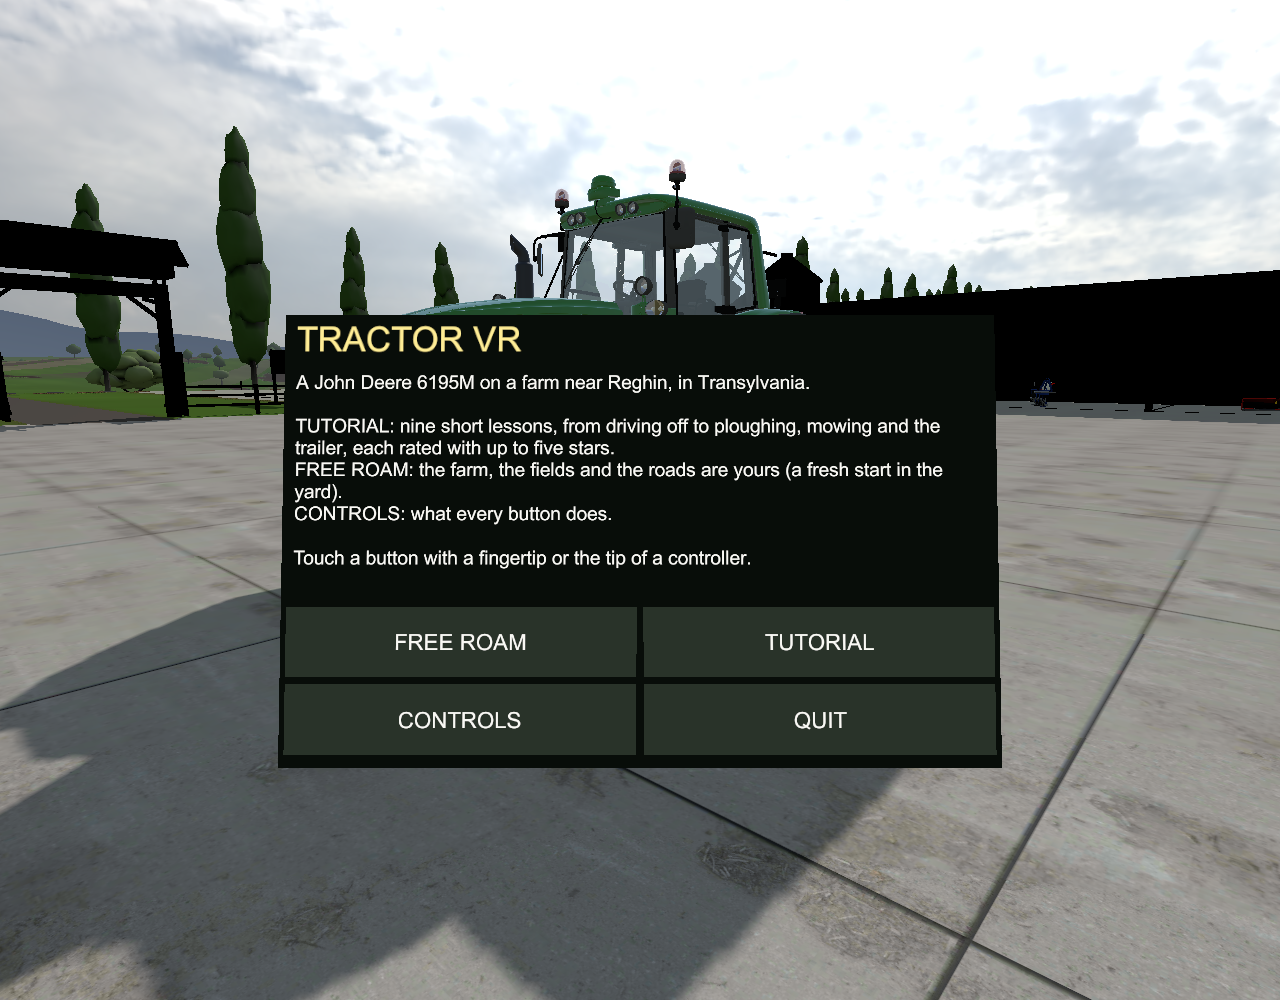 TRACTOR VR
A John Deere 6195M on a farm near Reghin, in Transylvania.
TUTORIAL: nine short lessons, from driving off to ploughing, mowing and the
trailer, each rated with up to five stars.
FREE ROAM: the farm, the fields and the roads are yours (a fresh start in the
yard).
CONTROLS: what every button does.
Touch a button with a fingertip or the tip of a controller.
FREE ROAM
TUTORIAL
CONTROLS
QUIT